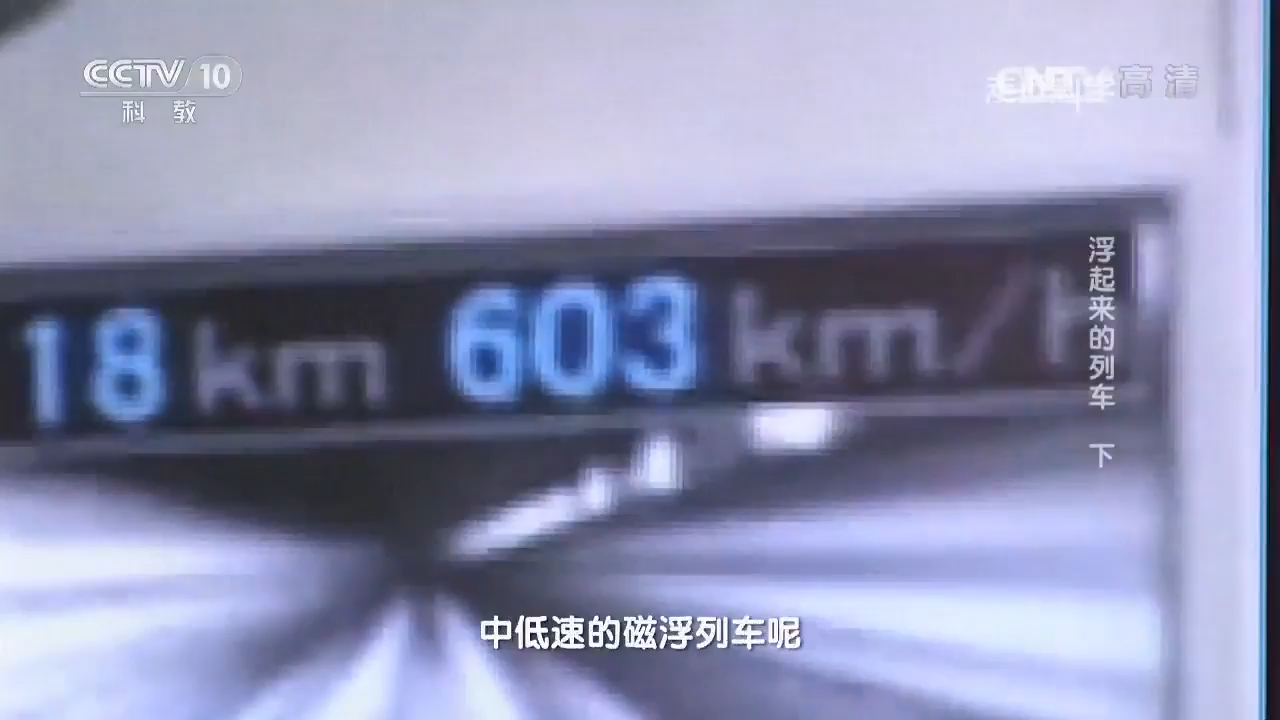 CCTV 10
科教
高清
18 km 603 km/h
浮起来的列车 下
中低速的磁浮列车呢